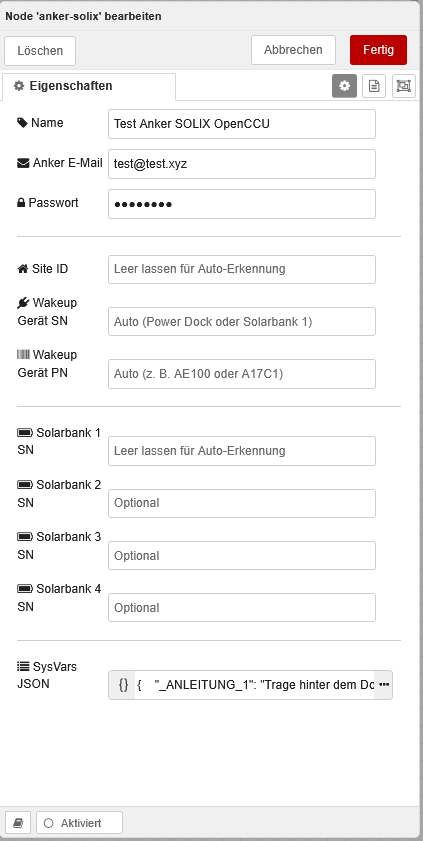 Node 'anker-solix' bearbeiten
Löschen
Abbrechen
Fertig
Eigenschaften
Name
Test Anker SOLIX OpenCCU
Anker E-Mail
test@test.xyz
Passwort
●●●●●●●●
Site ID
Leer lassen für Auto-Erkennung
Wakeup
Gerät SN
Auto (Power Dock oder Solarbank 1)
Wakeup
Gerät PN
Auto (z. B. AE100 oder A17C1)
Solarbank 1
SN
Leer lassen für Auto-Erkennung
Solarbank 2
SN
Optional
Solarbank 3
SN
Optional
Solarbank 4
SN
Optional
SysVars
JSON
{} { "_ANLEITUNG_1": "Trage hinter dem Do
Aktiviert